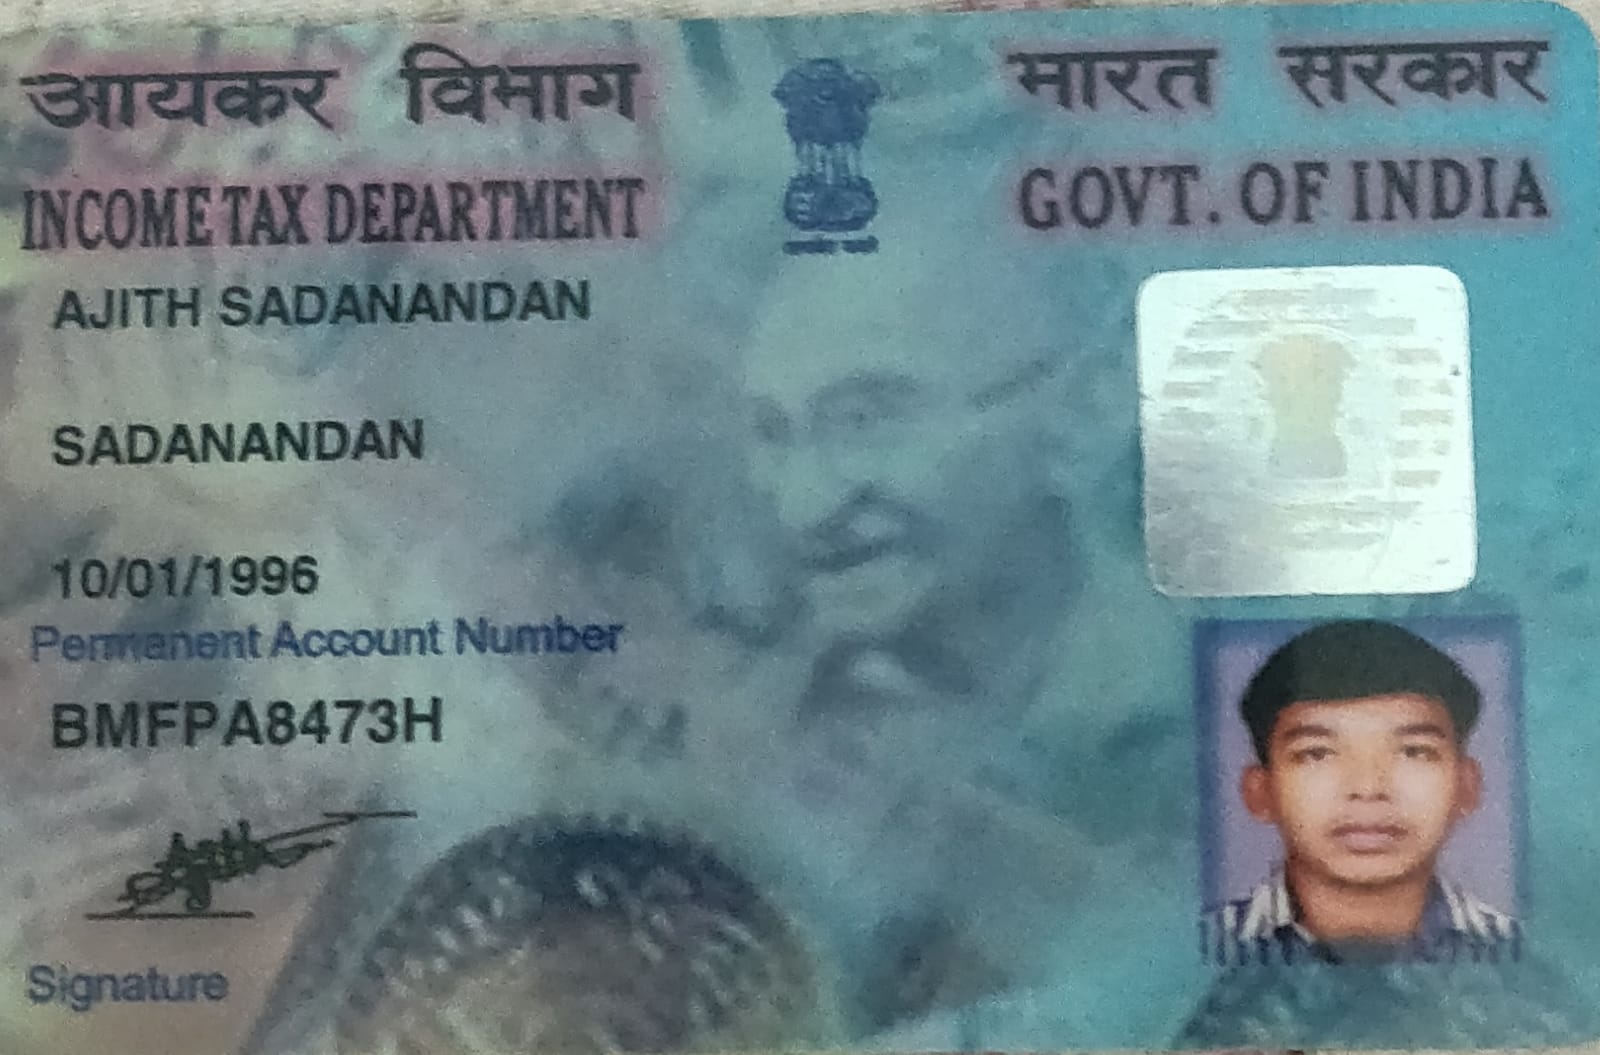 आयकर विभाग
INCOME TAX DEPARTMENT
भारत सरकार
GOVT. OF INDIA
AJITH SADANANDAN
SADANANDAN
10/01/1996
Permanent Account Number
BMFPA8473H
Ajith
Signature